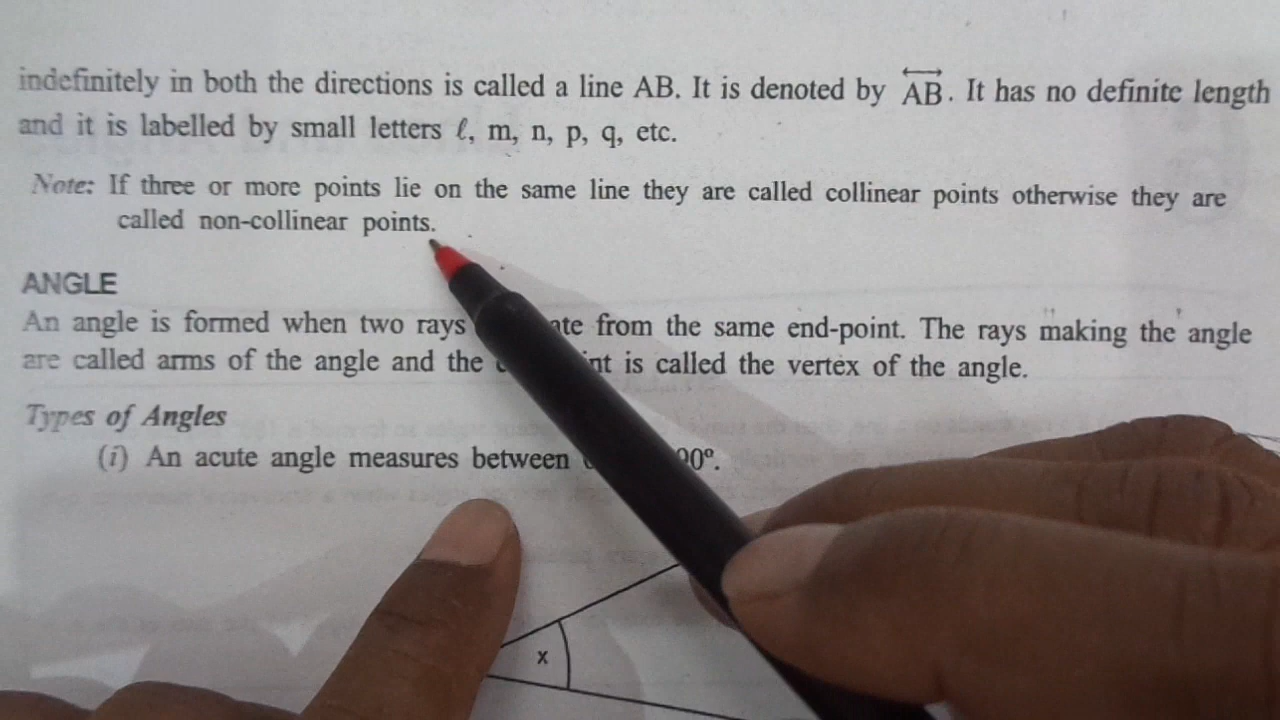 indefinitely in both the directions is called a line AB. It is denoted by AB. It has no definite length
and it is labelled by small letters ℓ, m, n, p, q, etc.
Note: If three or more points lie on the same line they are called collinear points otherwise they are
called non-collinear points.
ANGLE
An angle is formed when two rays from the same end-point. The rays making the angle
are called arms of the angle and the is called the vertex of the angle.
Types of Angles
(i) An acute angle measures between
x